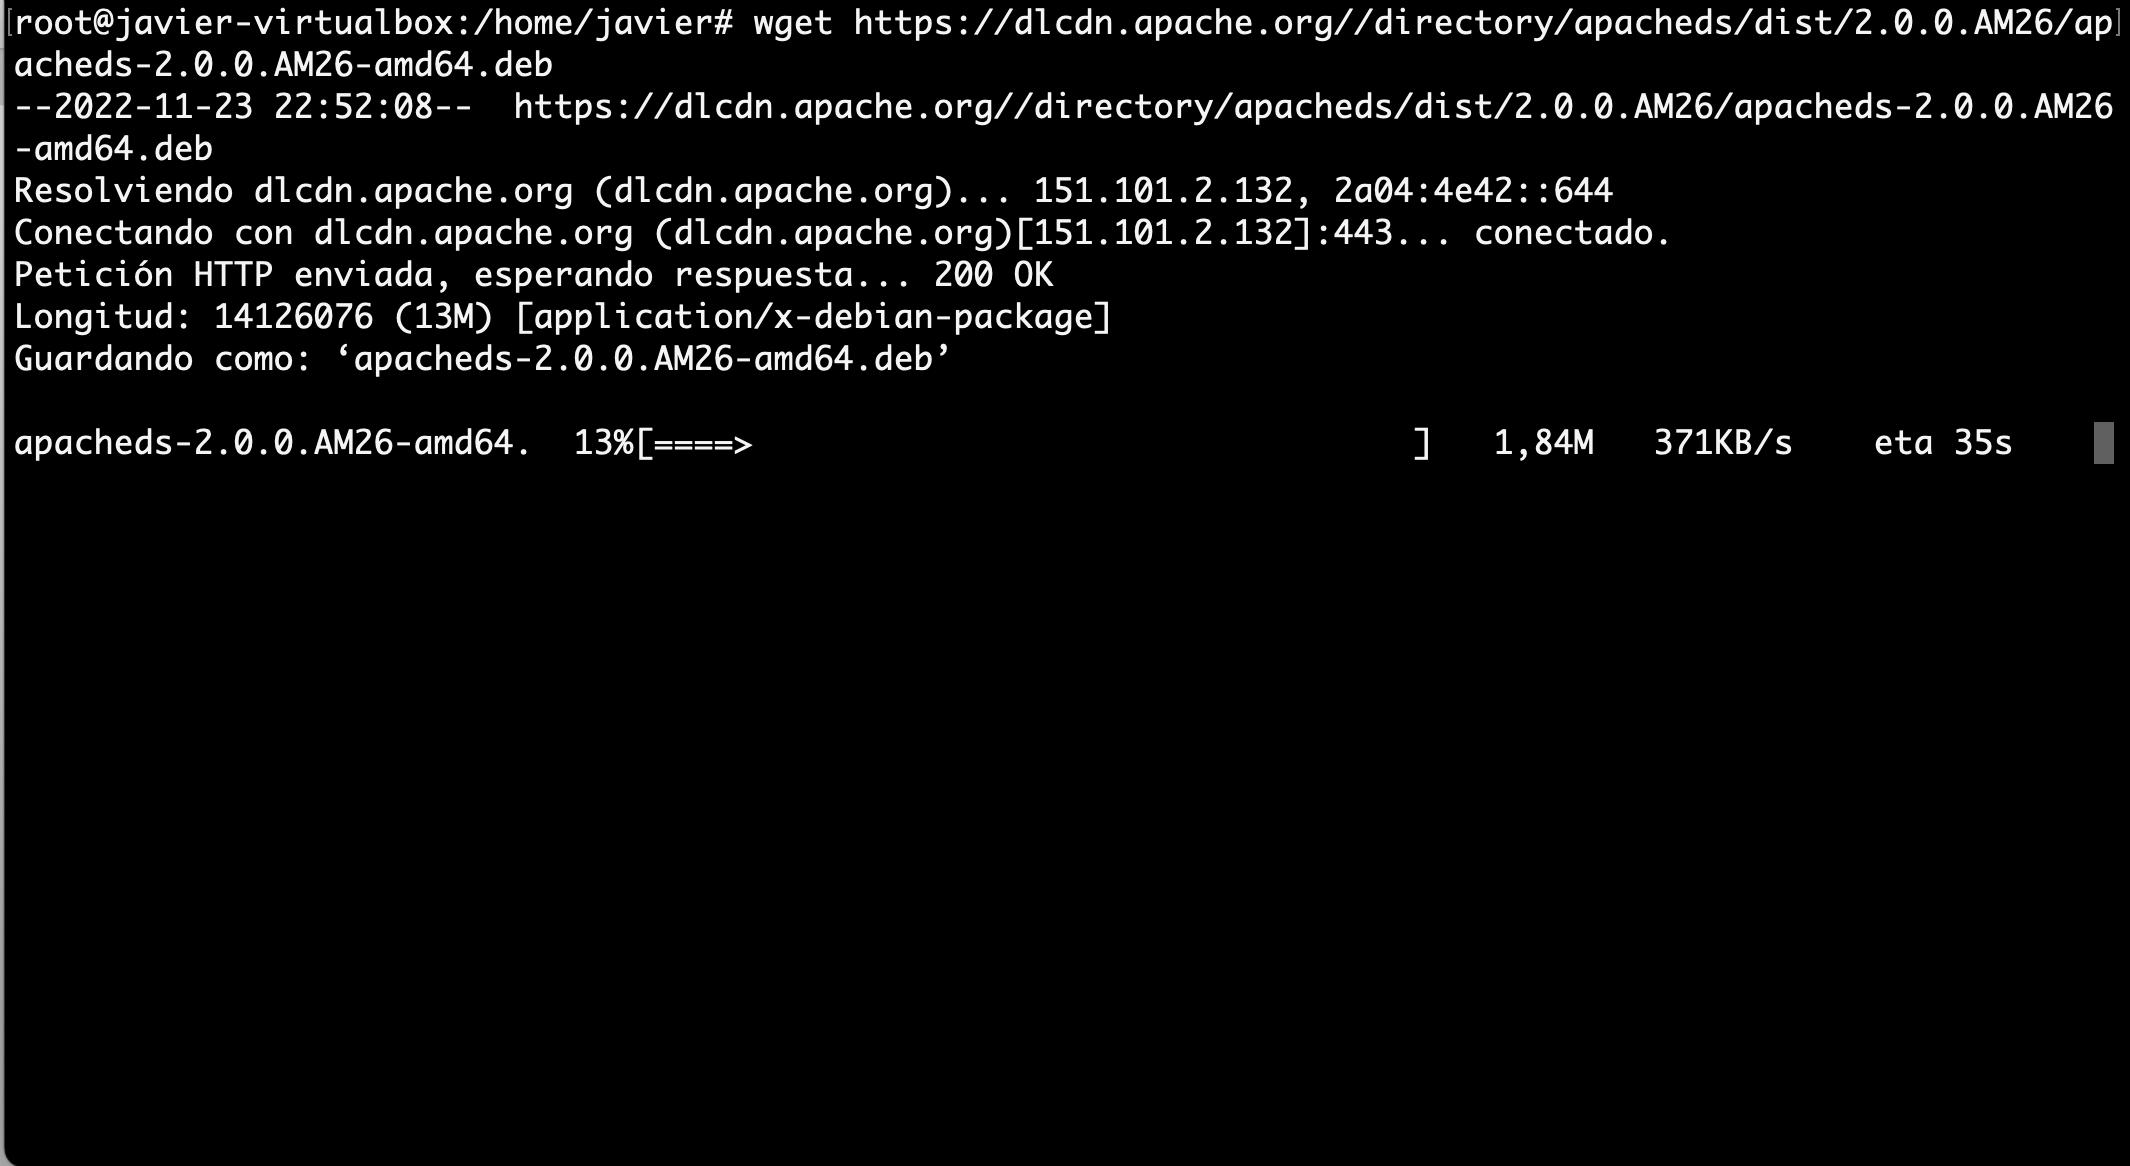 [root@javier-virtualbox:/home/javier# wget https://dlcdn.apache.org//directory/apacheds/dist/2.0.0.AM26/ap]
acheds-2.0.0.AM26-amd64.deb
--2022-11-23 22:52:08--  https://dlcdn.apache.org//directory/apacheds/dist/2.0.0.AM26/apacheds-2.0.0.AM26
-amd64.deb
Resolviendo dlcdn.apache.org (dlcdn.apache.org)... 151.101.2.132, 2a04:4e42::644
Conectando con dlcdn.apache.org (dlcdn.apache.org)[151.101.2.132]:443... conectado.
Petición HTTP enviada, esperando respuesta... 200 OK
Longitud: 14126076 (13M) [application/x-debian-package]
Guardando como: ‘apacheds-2.0.0.AM26-amd64.deb’
apacheds-2.0.0.AM26-amd64.  13%[====>                                 ]   1,84M   371KB/s    eta 35s